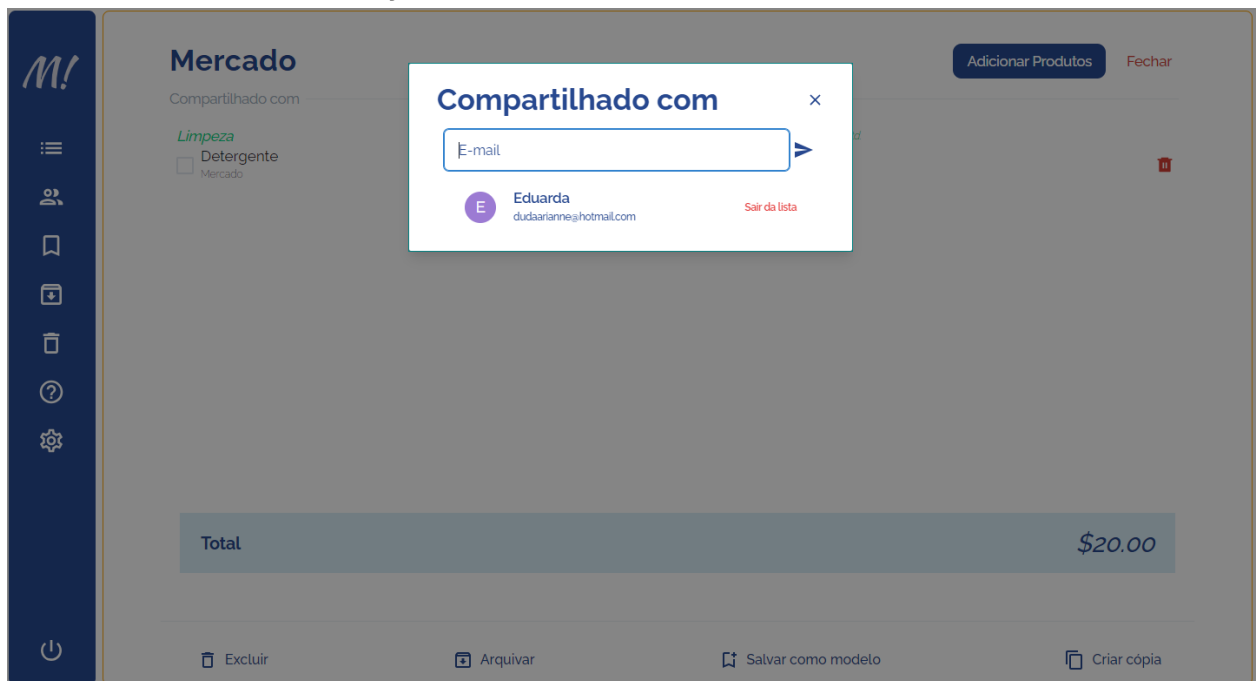 M!
Mercado
Adicionar Produtos
Fechar
Compartilhado com
Compartilhado com
E-mail
Limpeza
Detergente
Mercado
E
Eduarda
dudaarianne@hotmail.com
Sair da lista
Total
$20.00
Excluir
Arquivar
Salvar como modelo
Criar cópia